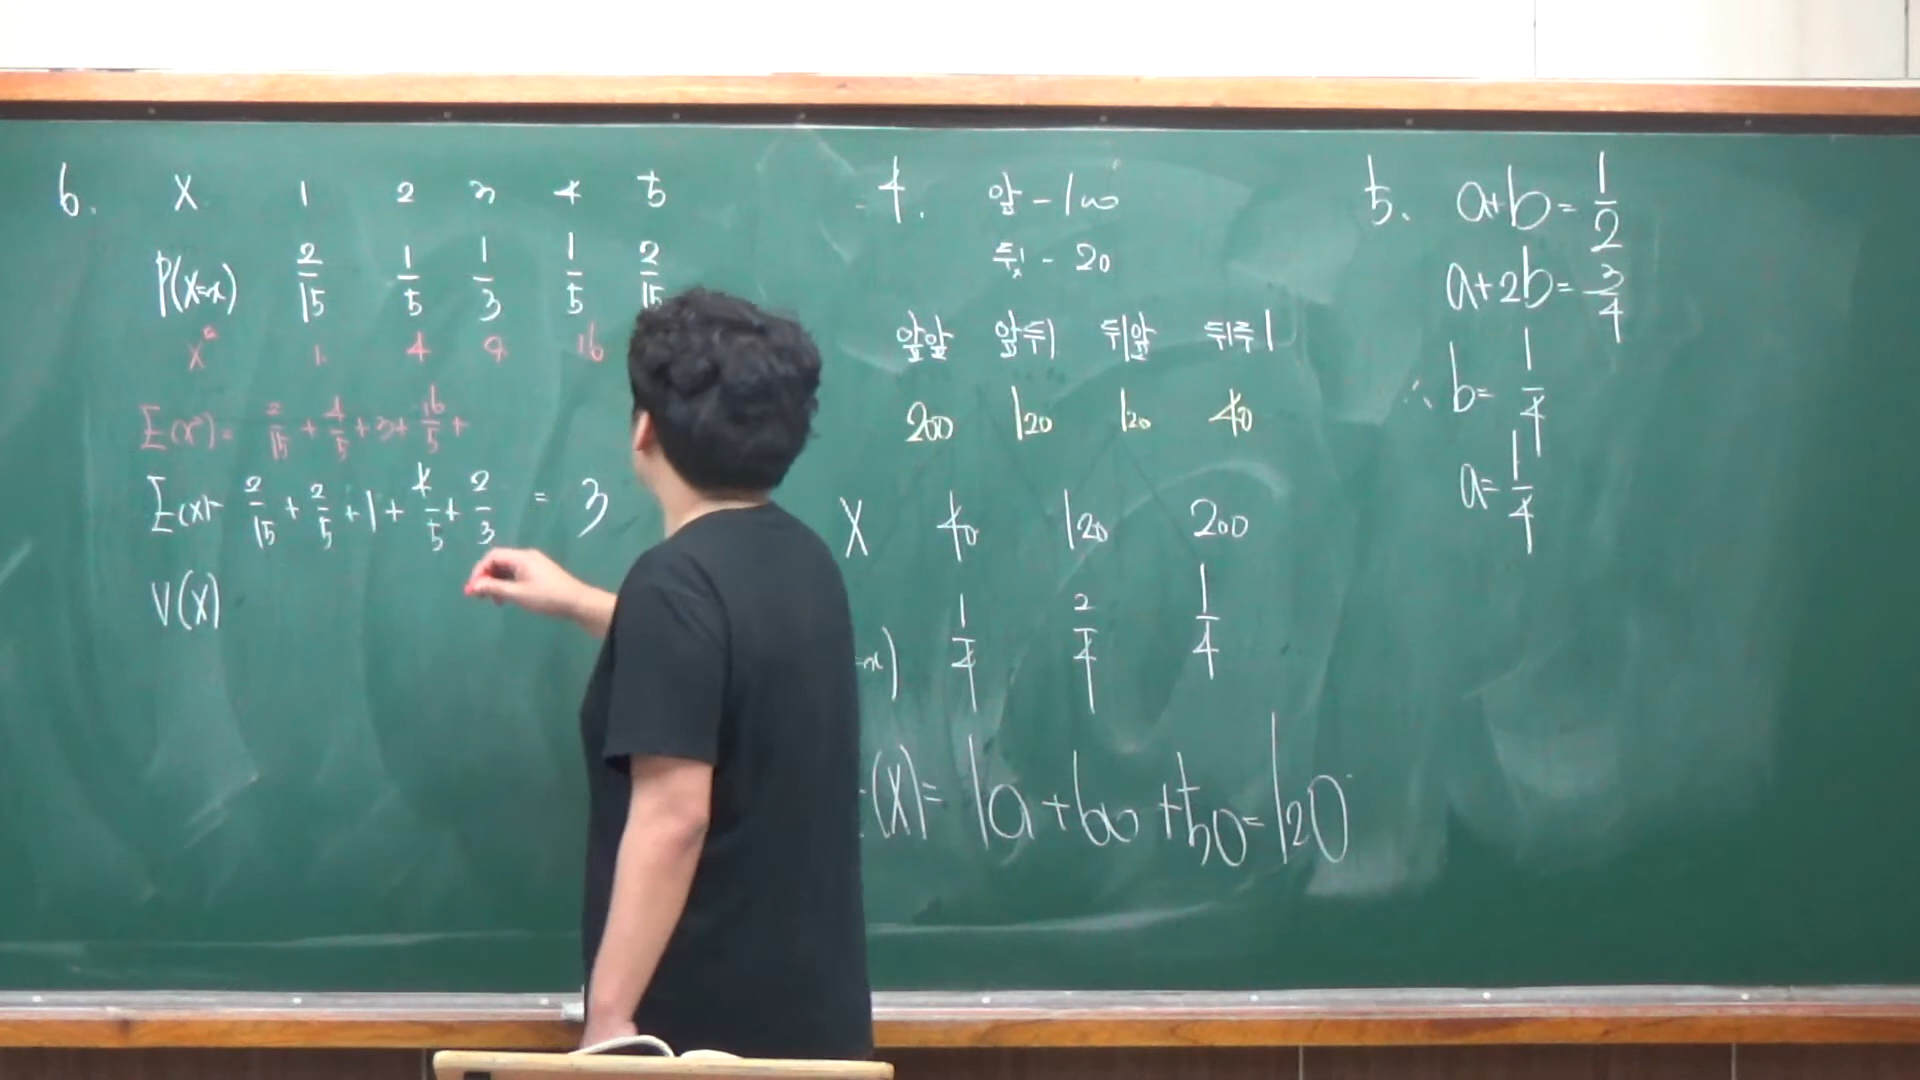 6. X 1 2 3 4 5
P(X=x) 2/15 1/5 1/3 1/5 2/15
X² 1 4 9 16
E(X²)= 2/15 + 4/5 + 3 + 16/5 +
E(X)= 2/15 + 2/5 + 1 + 4/5 + 2/3 = 3
V(X)
4. 앞 - 100
뒤 - 20
앞앞 앞뒤 뒤앞 뒤뒤
200 120 120 40
X 40 120 200
=x) 1/4 2/4 1/4
(X)= 10+60+50=120
5. a+b= 1/2
a+2b= 3/4
∴ b= 1/4
a= 1/4